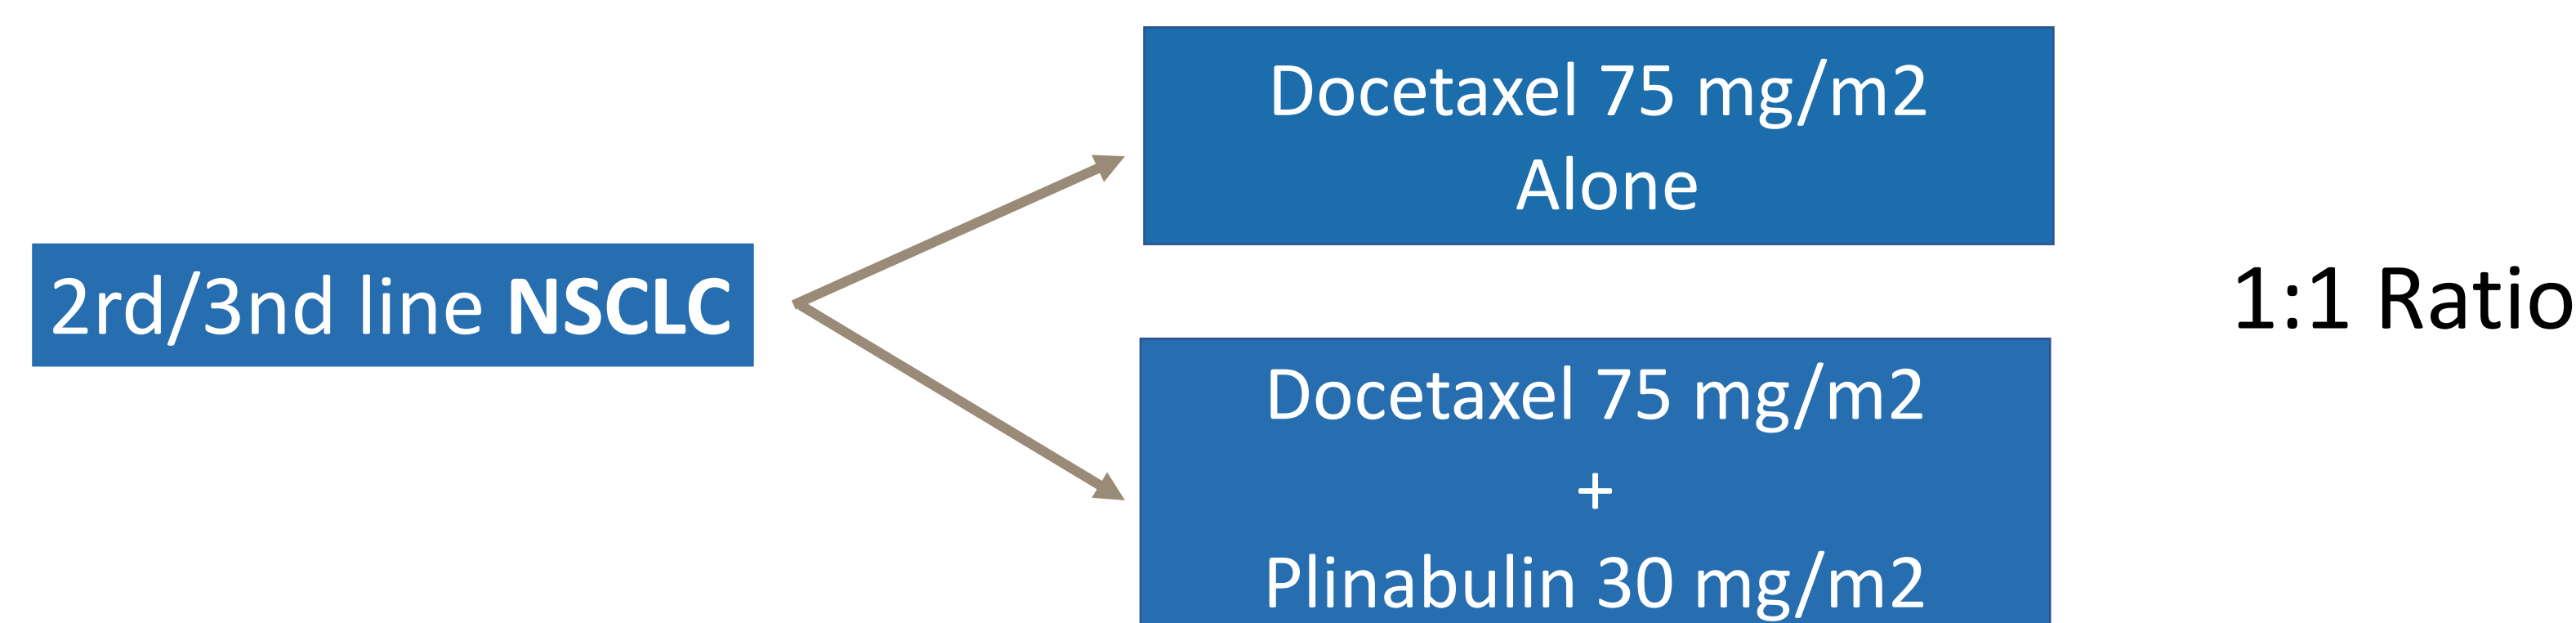 Docetaxel 75 mg/m2
Alone
2rd/3nd line NSCLC
1:1 Ratio
Docetaxel 75 mg/m2
+
Plinabulin 30 mg/m2